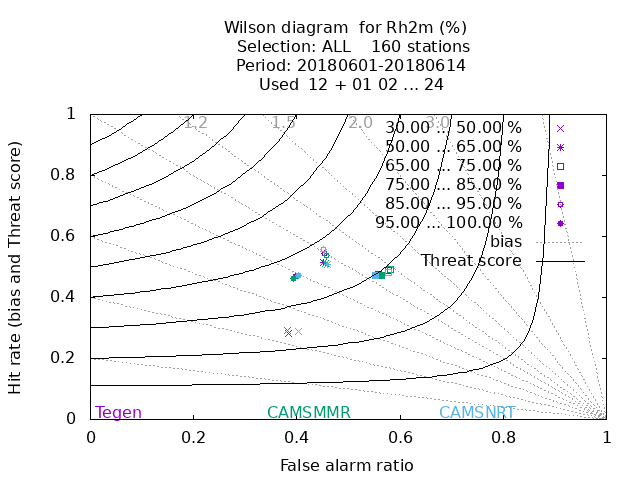 Wilson diagram  for Rh2m (%)
Selection: ALL    160 stations
Period: 20180601-20180614
Used  12 + 01 02 ... 24
1.2 1.5 2.0 3.0
30.00 ... 50.00 %
50.00 ... 65.00 %
65.00 ... 75.00 %
75.00 ... 85.00 %
85.00 ... 95.00 %
95.00 ... 100.00 %
bias
Threat score
Hit rate (bias and Threat score)
1
0.8
0.6
0.4
0.2
0
Tegen CAMSMMR CAMSNRT
0 0.2 0.4 0.6 0.8 1
False alarm ratio